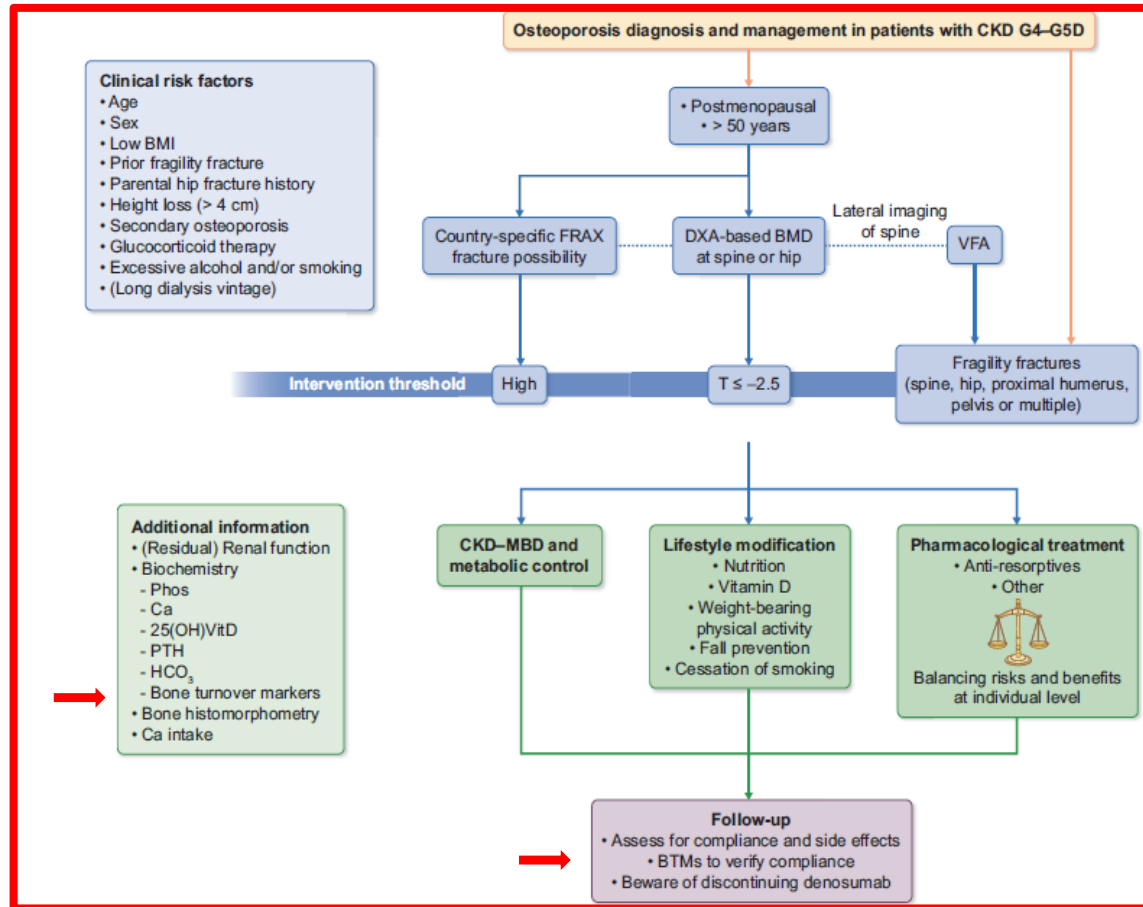 Osteoporosis diagnosis and management in patients with CKD G4–G5D
Clinical risk factors
• Age
• Sex
• Low BMI
• Prior fragility fracture
• Parental hip fracture history
• Height loss (> 4 cm)
• Secondary osteoporosis
• Glucocorticoid therapy
• Excessive alcohol and/or smoking
• (Long dialysis vintage)
• Postmenopausal
• > 50 years
Country-specific FRAX
fracture possibility
DXA-based BMD
at spine or hip
Lateral imaging
of spine
VFA
Intervention threshold
High
T ≤ –2.5
Fragility fractures
(spine, hip, proximal humerus,
pelvis or multiple)
Additional information
• (Residual) Renal function
• Biochemistry
- Phos
- Ca
- 25(OH)VitD
- PTH
- HCO₃
- Bone turnover markers
• Bone histomorphometry
• Ca intake
CKD–MBD and
metabolic control
Lifestyle modification
• Nutrition
• Vitamin D
• Weight-bearing
physical activity
• Fall prevention
• Cessation of smoking
Pharmacological treatment
• Anti-resorptives
• Other
Balancing risks and benefits
at individual level
Follow-up
• Assess for compliance and side effects
• BTMs to verify compliance
• Beware of discontinuing denosumab